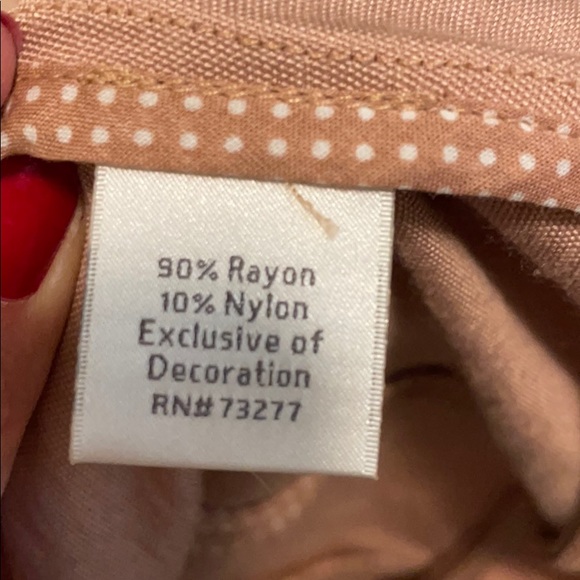 90% Rayon
10% Nylon
Exclusive of
Decoration
RN# 73277